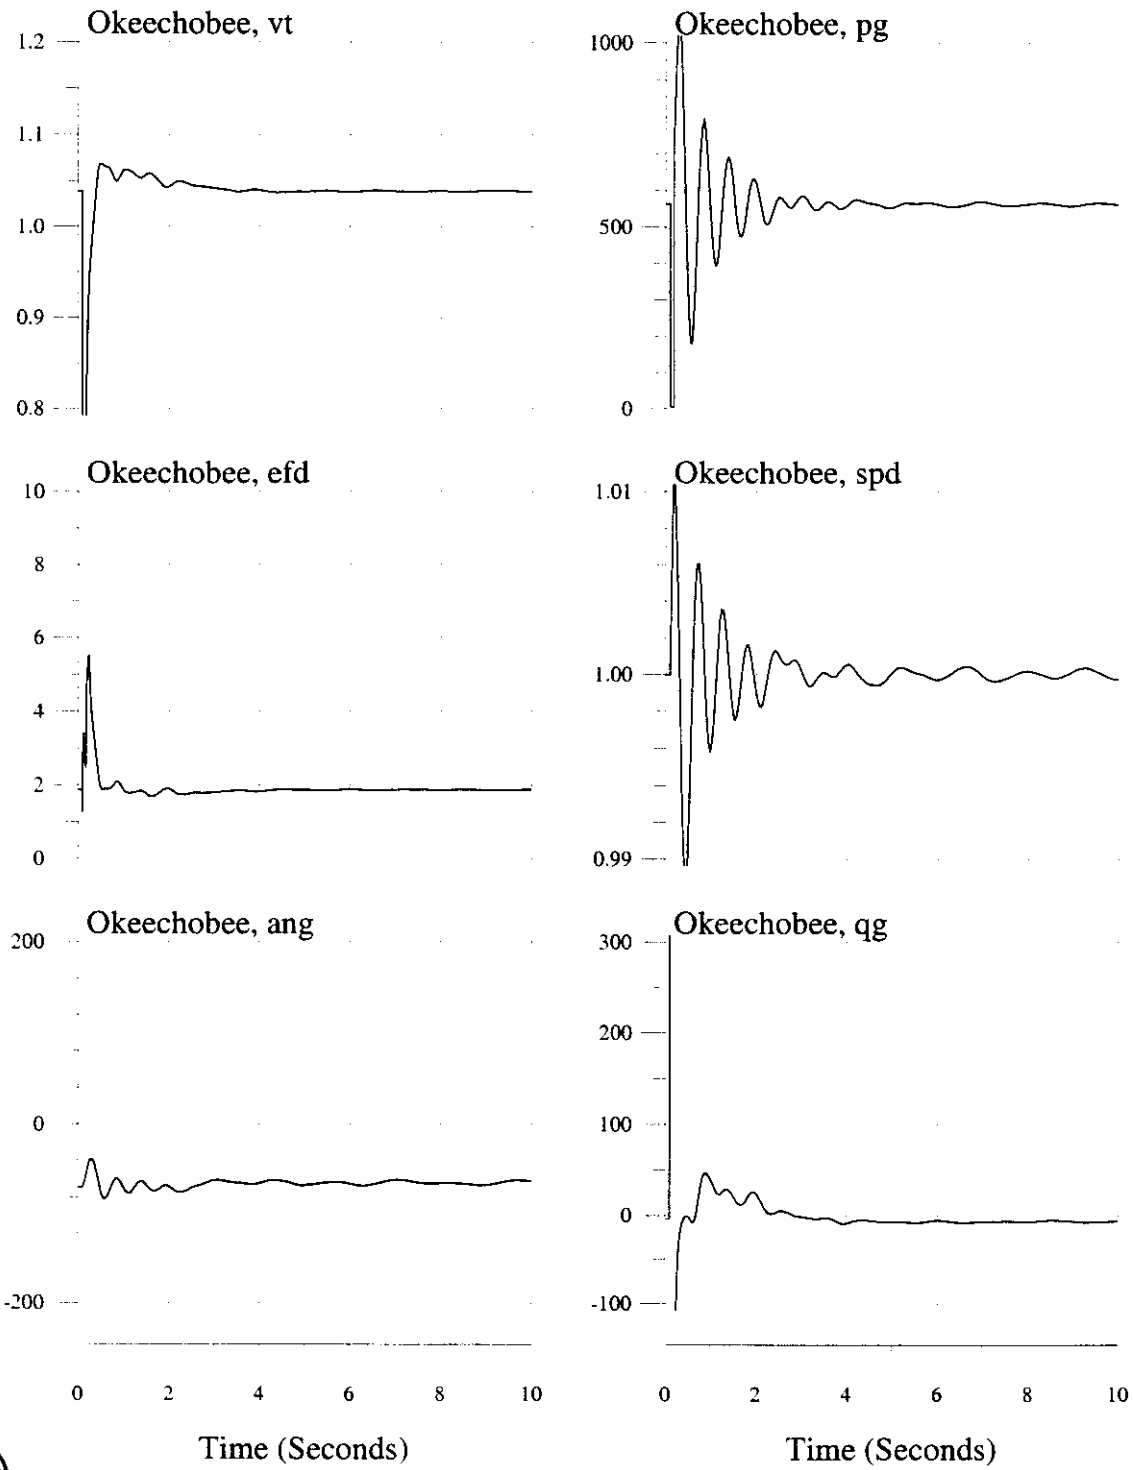 Okeechobee, vt
1.2
1.1
1.0
0.9
0.8
Okeechobee, pg
1000
500
0
Okeechobee, efd
10
8
6
4
2
0
Okeechobee, spd
1.01
1.00
0.99
Okeechobee, ang
200
0
-200
0 2 4 6 8 10
Time (Seconds)
Okeechobee, qg
300
200
100
0
-100
0 2 4 6 8 10
Time (Seconds)